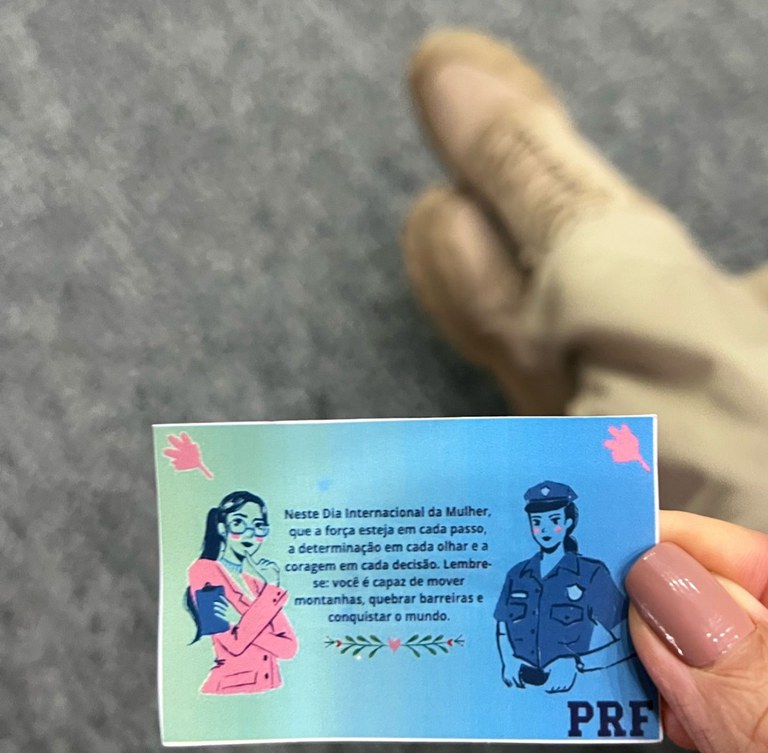 Neste Dia Internacional da Mulher,
que a força esteja em cada passo,
a determinação em cada olhar e a
coragem em cada decisão. Lembre-
se: você é capaz de mover
montanhas, quebrar barreiras e
conquistar o mundo.
PRF